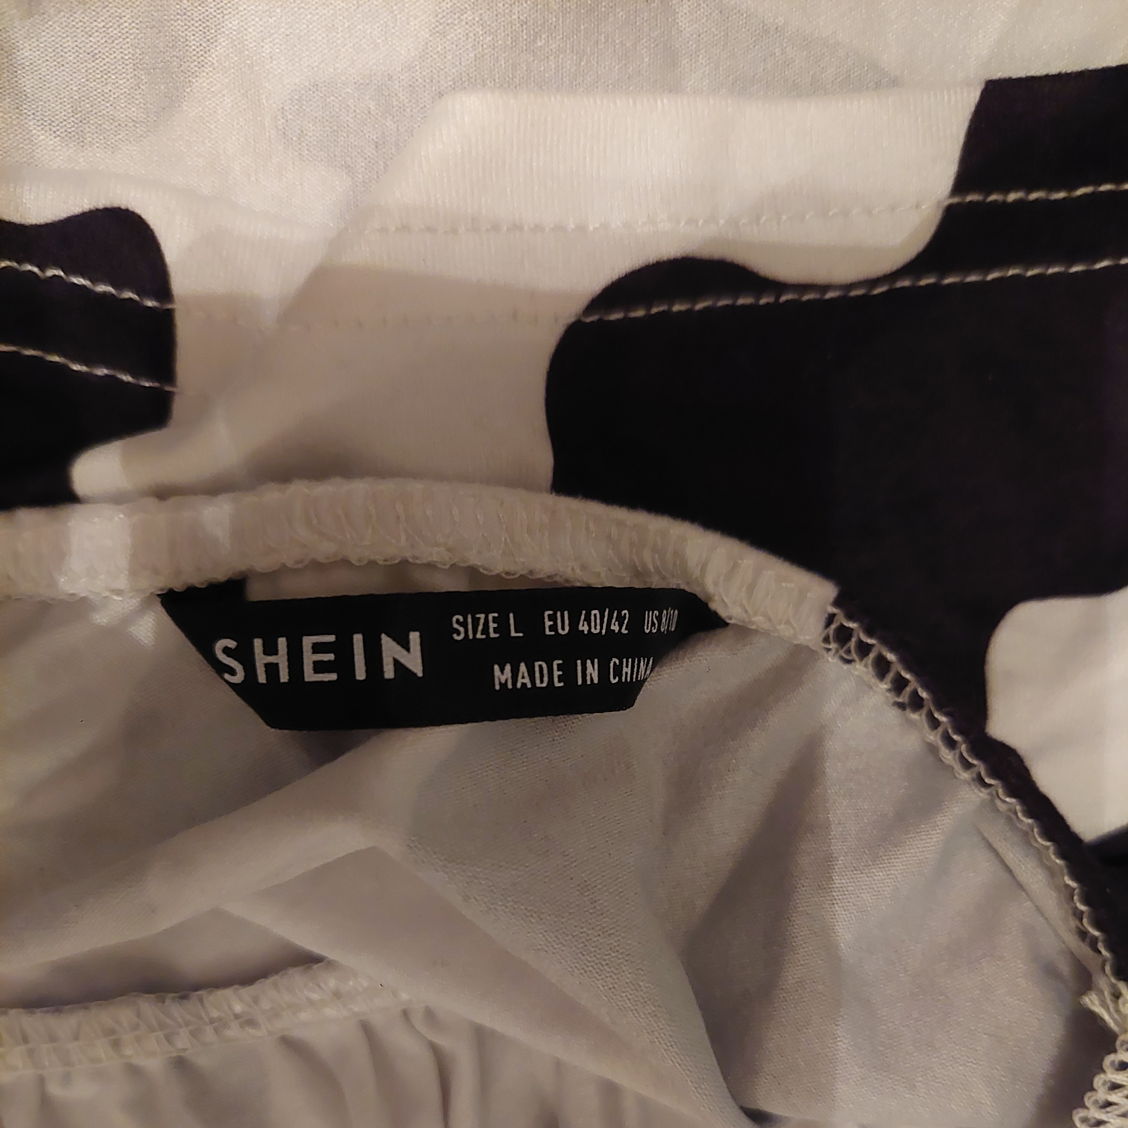 SHEIN
SIZE L EU 40/42 US 8/10
MADE IN CHINA